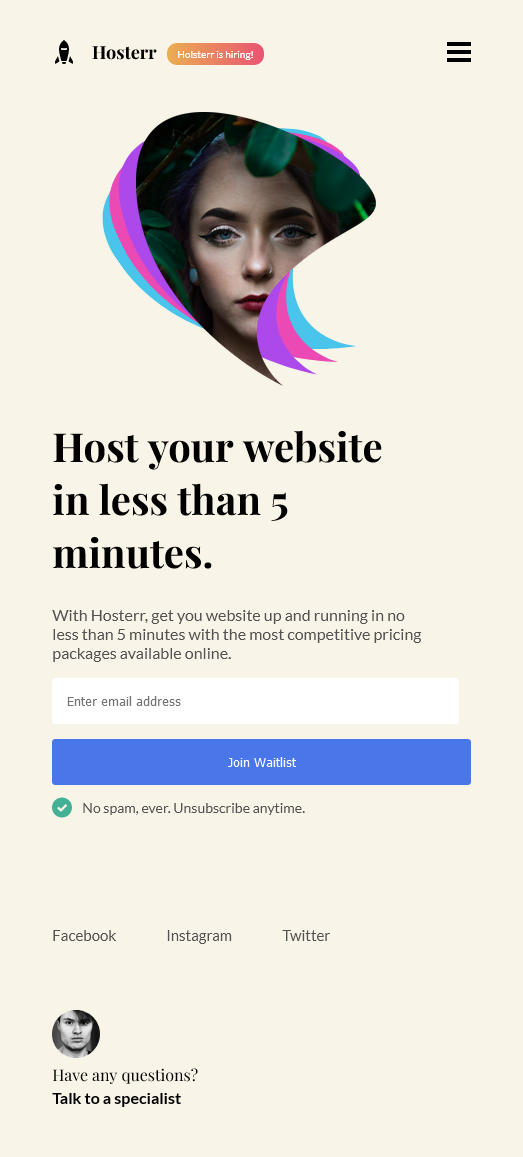 Hosterr
Holsterr is hiring!
Host your website
in less than 5
minutes.
With Hosterr, get you website up and running in no
less than 5 minutes with the most competitive pricing
packages available online.
Enter email address
Join Waitlist
No spam, ever. Unsubscribe anytime.
Facebook Instagram Twitter
Have any questions?
Talk to a specialist